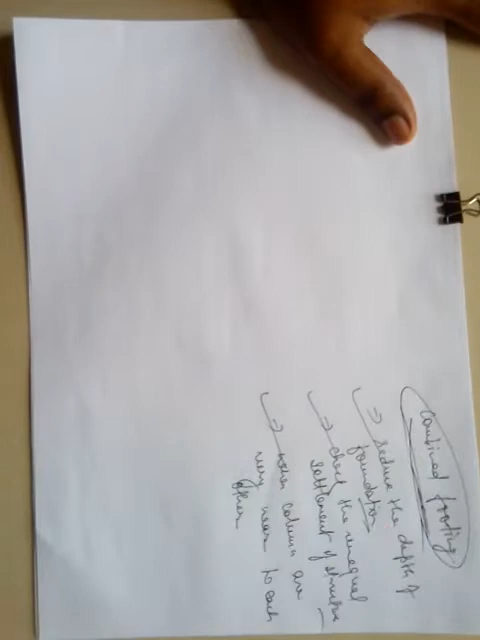 Combined footing
→ reduce the depth of
foundation
→ check the unequal
settlement of structure
→ when column are
very near to each
other